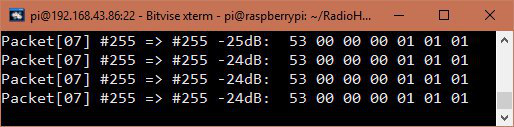 pi@192.168.43.86:22 - Bitvise xterm - pi@raspberrypi: ~/RadioH...
Packet[07] #255 => #255 -25dB:  53 00 00 00 01 01 01
Packet[07] #255 => #255 -24dB:  53 00 00 00 01 01 01
Packet[07] #255 => #255 -24dB:  53 00 00 00 01 01 01
Packet[07] #255 => #255 -24dB:  53 00 00 00 01 01 01